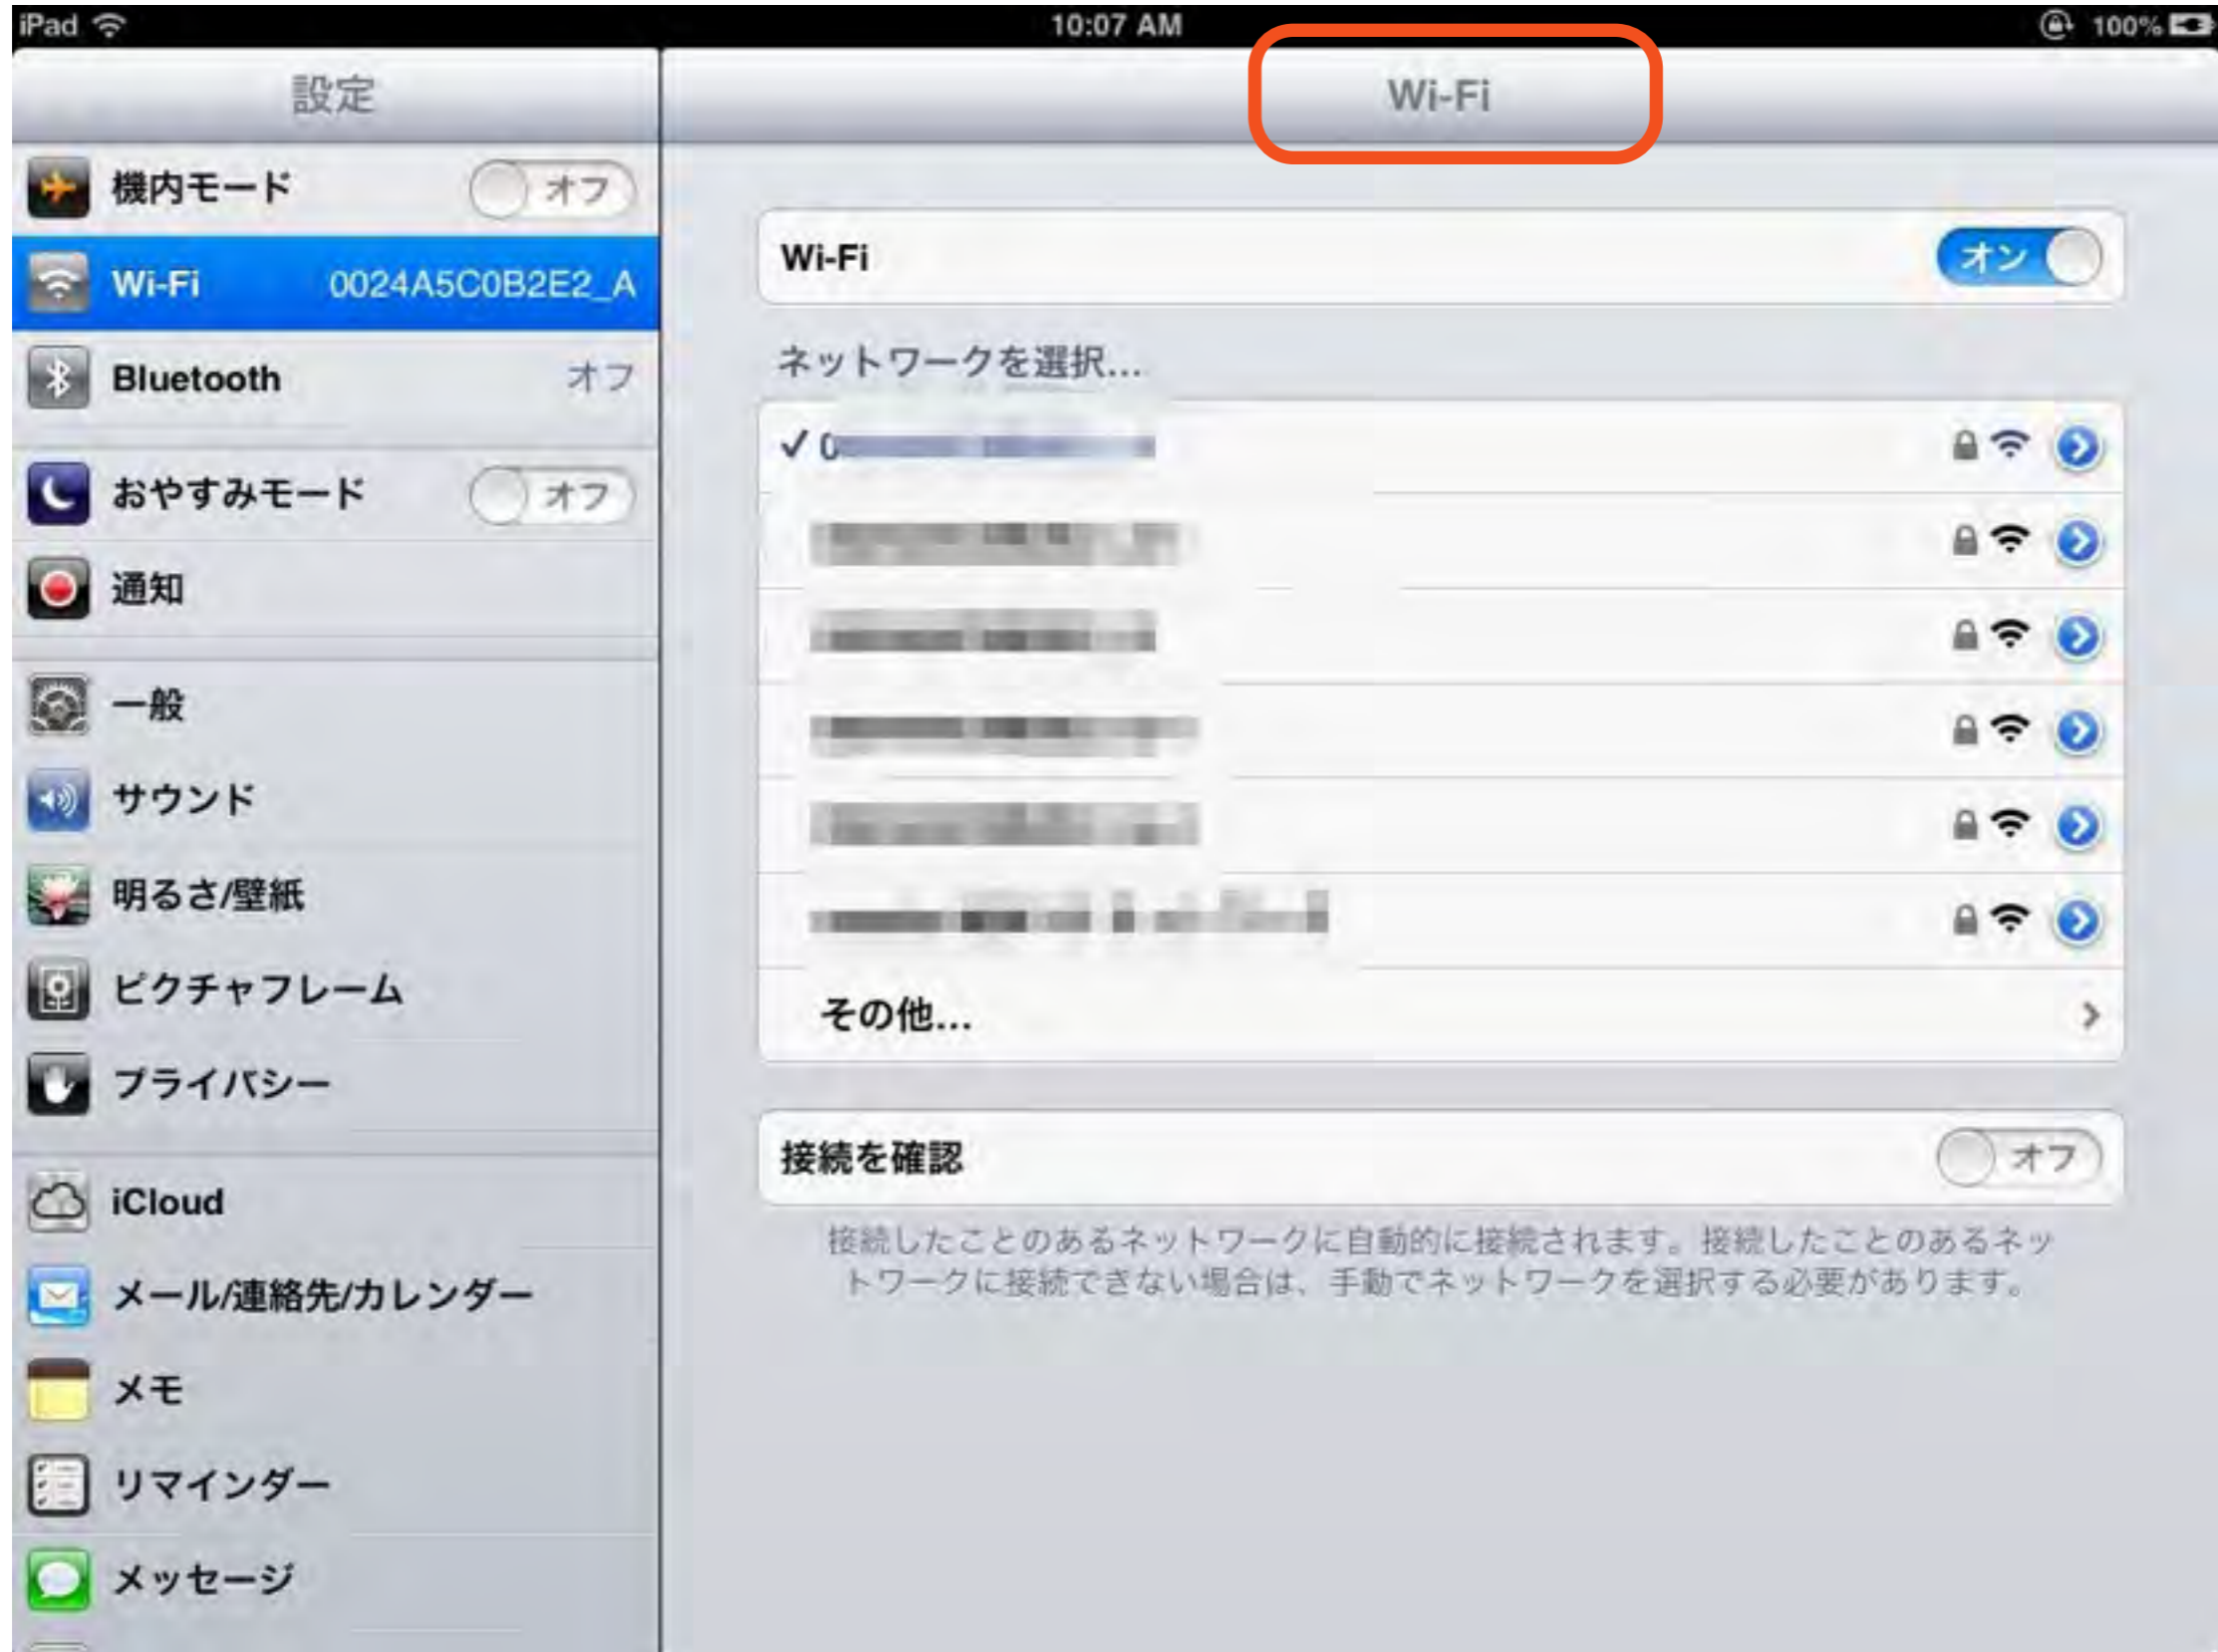 iPad
10:07 AM
100%
設定
機内モード オフ
Wi-Fi 0024A5C0B2E2_A
Bluetooth オフ
おやすみモード オフ
通知
一般
サウンド
明るさ/壁紙
ピクチャフレーム
プライバシー
iCloud
メール/連絡先/カレンダー
メモ
リマインダー
メッセージ
Wi-Fi
Wi-Fi オン
ネットワークを選択...
その他...
接続を確認 オフ
接続したことのあるネットワークに自動的に接続されます。接続したことのあるネッ
トワークに接続できない場合は、手動でネットワークを選択する必要があります。